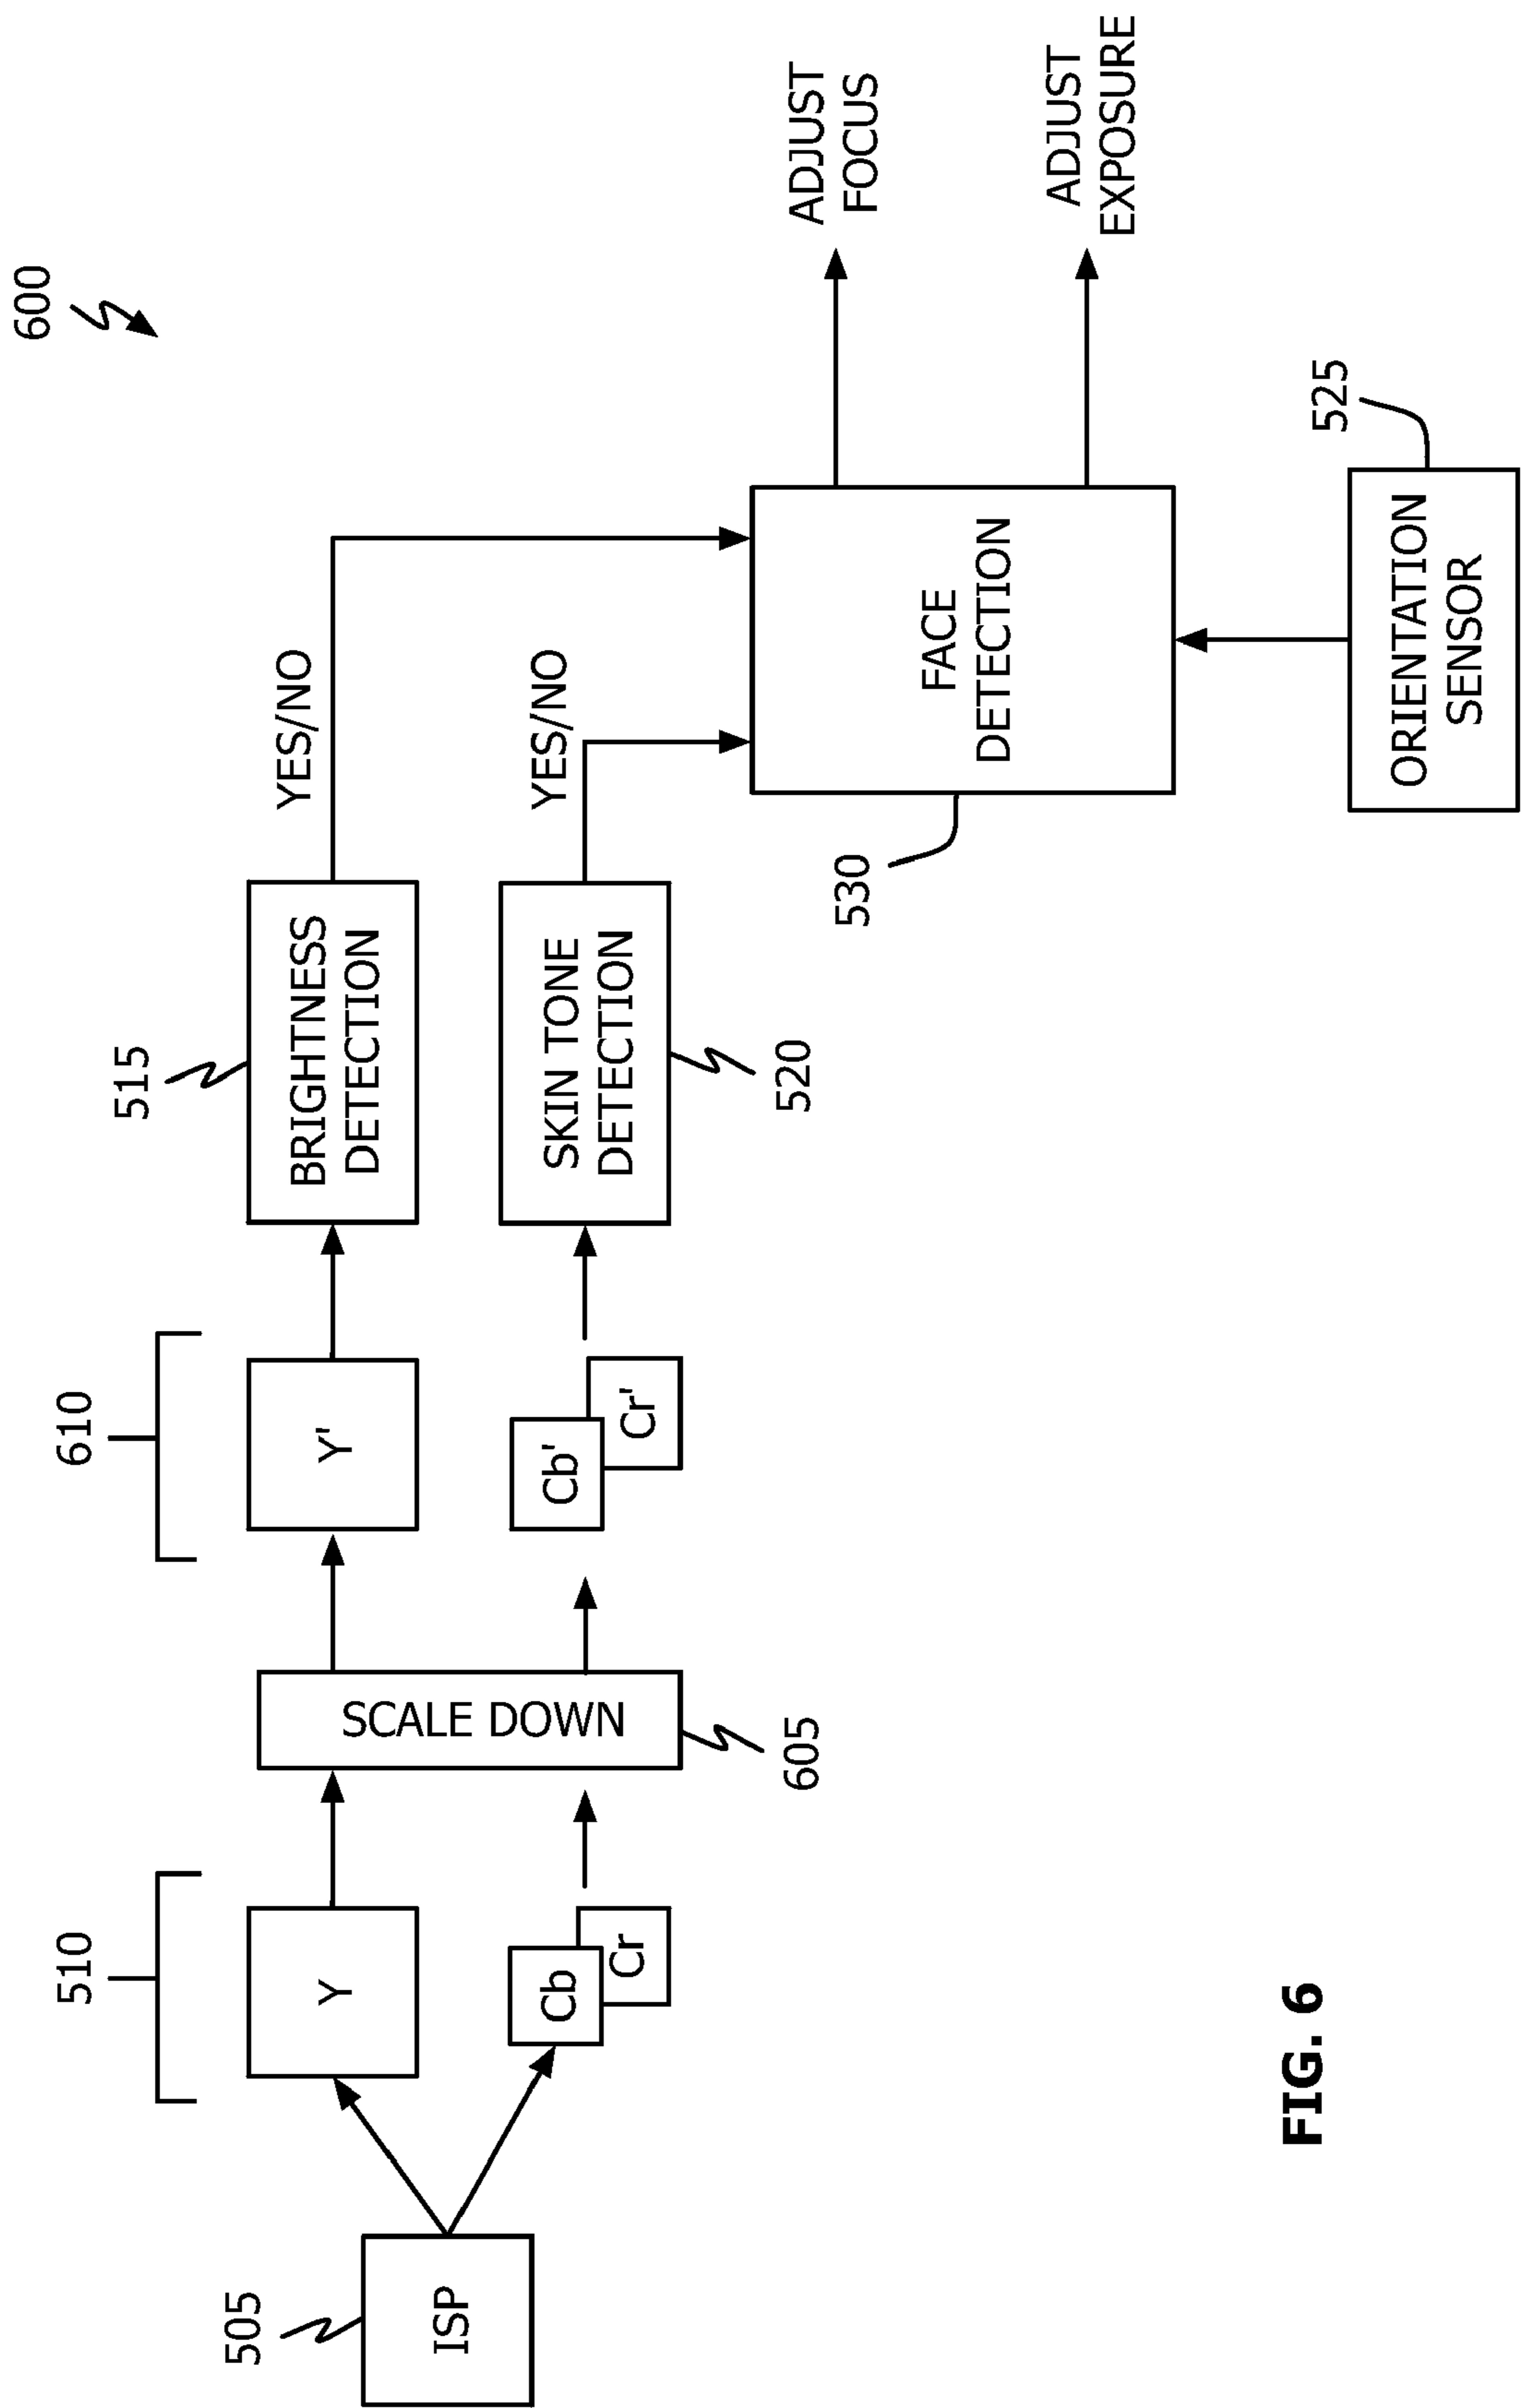 600
510
610
515
YES/NO
ADJUST
FOCUS
505
ISP
Y
Y'
BRIGHTNESS
DETECTION
Cb
Cr
SCALE DOWN
605
Cb'
Cr'
SKIN TONE
DETECTION
520
YES/NO
530
FACE
DETECTION
ADJUST
EXPOSURE
ORIENTATION
SENSOR
525
FIG. 6